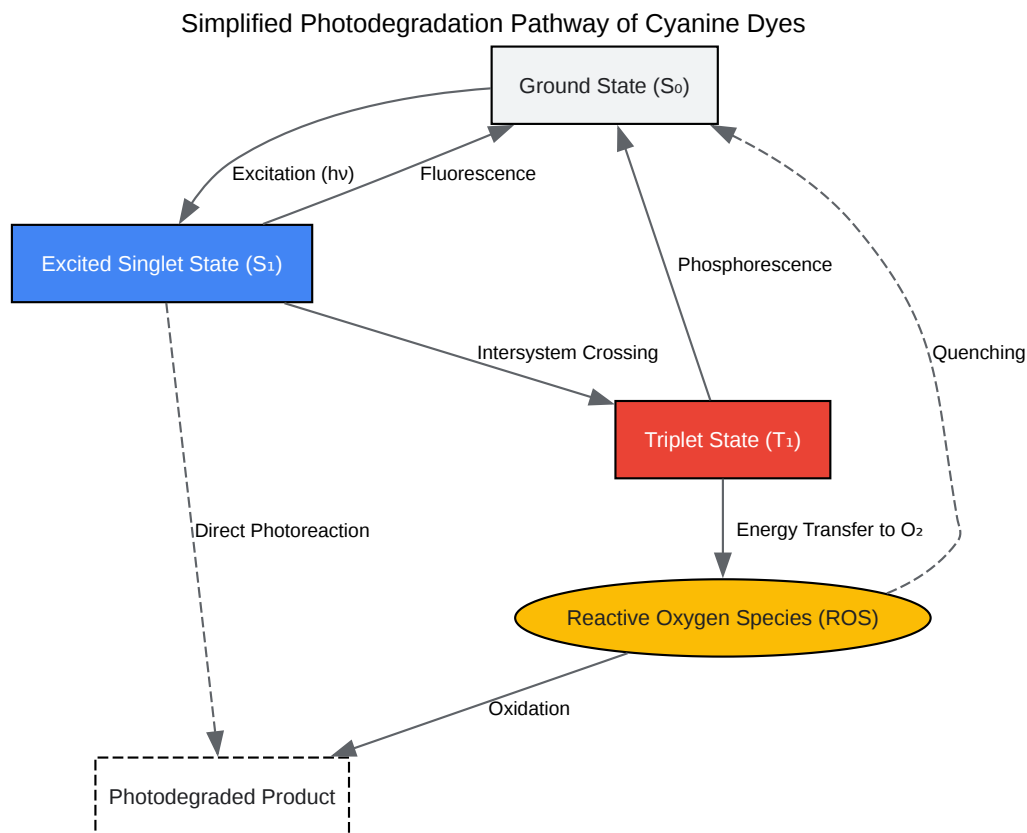 Simplified Photodegradation Pathway of Cyanine Dyes
Ground State (S₀)
Excitation (hν)
Fluorescence
Excited Singlet State (S₁)
Phosphorescence
Intersystem Crossing
Quenching
Triplet State (T₁)
Direct Photoreaction
Energy Transfer to O₂
Reactive Oxygen Species (ROS)
Oxidation
Photodegraded Product